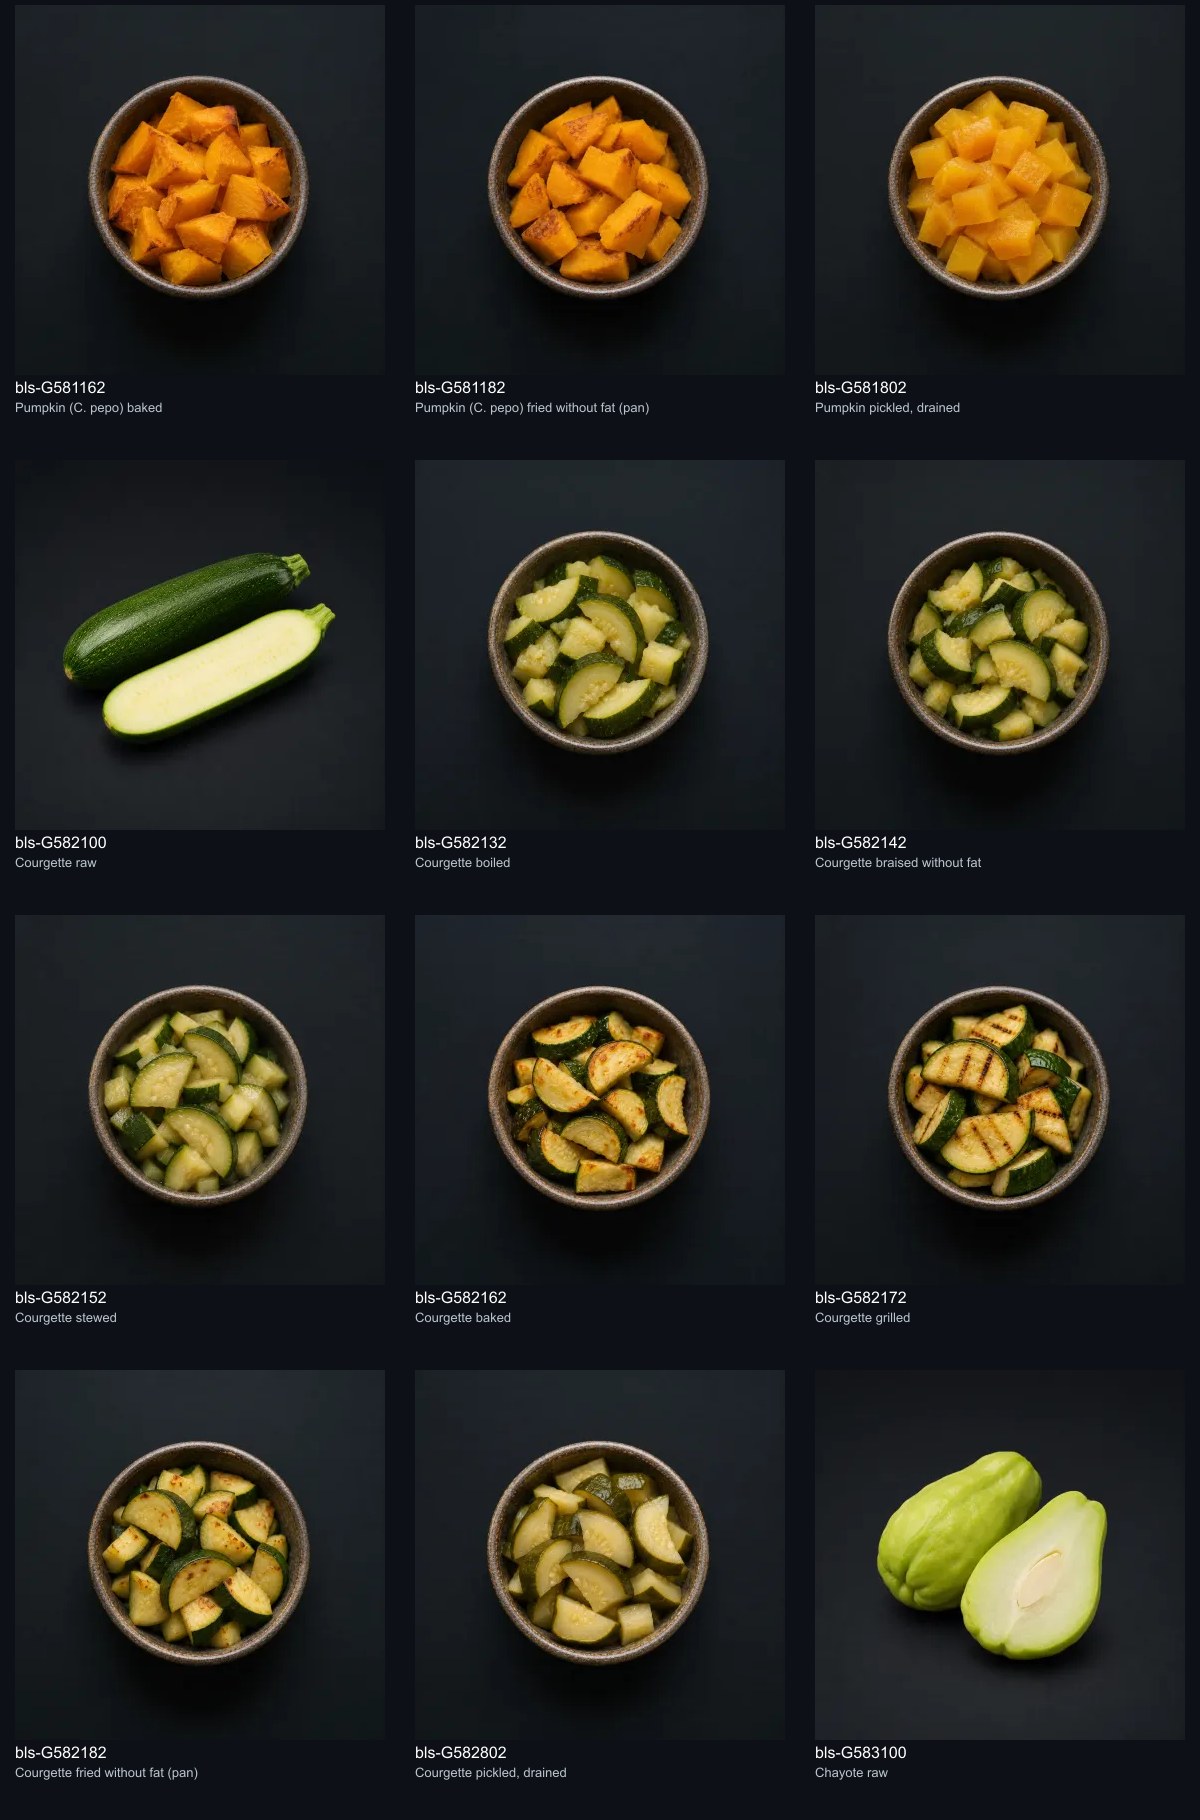 bls-G581162
Pumpkin (C. pepo) baked
bls-G581182
Pumpkin (C. pepo) fried without fat (pan)
bls-G581802
Pumpkin pickled, drained
bls-G582100
Courgette raw
bls-G582132
Courgette boiled
bls-G582142
Courgette braised without fat
bls-G582152
Courgette stewed
bls-G582162
Courgette baked
bls-G582172
Courgette grilled
bls-G582182
Courgette fried without fat (pan)
bls-G582802
Courgette pickled, drained
bls-G583100
Chayote raw